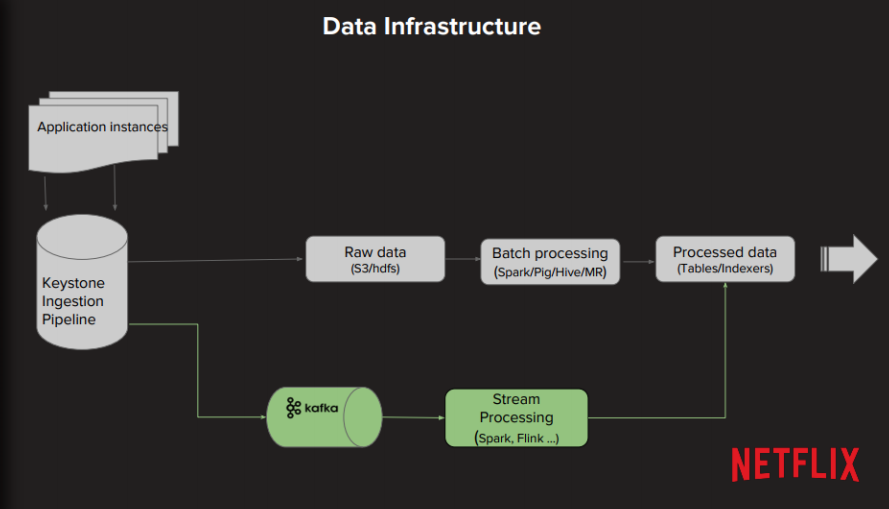 Data Infrastructure
Application instances
Keystone
Ingestion
Pipeline
Raw data
(S3/hdfs)
Batch processing
(Spark/Pig/Hive/MR)
Processed data
(Tables/Indexers)
kafka
Stream
Processing
(Spark, Flink ...)
NETFLIX